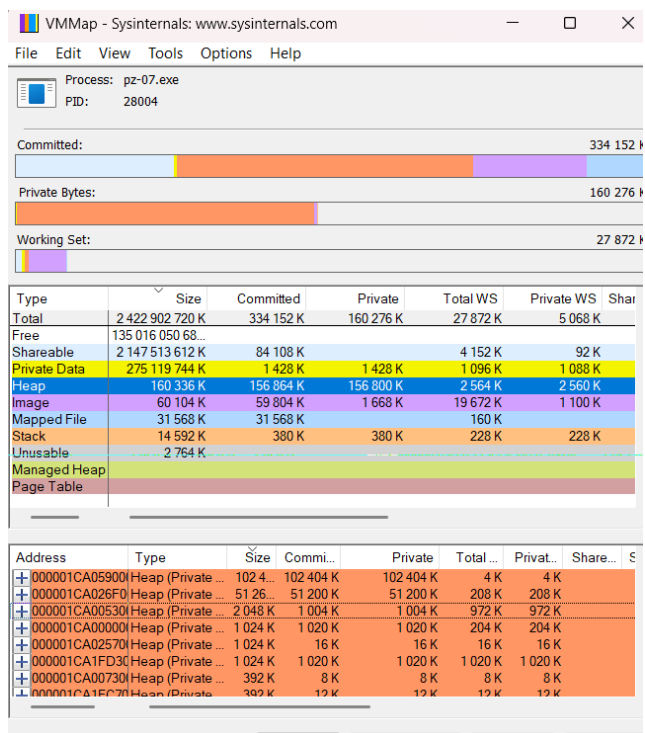 VMMap - Sysinternals: www.sysinternals.com
File Edit View Tools Options Help
Process: pz-07.exe
PID: 28004
Committed: 334 152 K
Private Bytes: 160 276 K
Working Set: 27 872 K
Type Size Committed Private Total WS Private WS Shar
Total 2 422 902 720 K 334 152 K 160 276 K 27 872 K 5 068 K
Free 135 016 050 68...
Shareable 2 147 513 612 K 84 108 K 4 152 K 92 K
Private Data 275 119 744 K 1 428 K 1 428 K 1 096 K 1 088 K
Heap 160 336 K 156 864 K 156 800 K 2 564 K 2 560 K
Image 60 104 K 59 804 K 1 668 K 19 672 K 1 100 K
Mapped File 31 568 K 31 568 K 160 K
Stack 14 592 K 380 K 380 K 228 K 228 K
Unusable 2 764 K
Managed Heap
Page Table
Address Type Size Commi... Private Total ... Privat... Share... S
000001CA05900 Heap (Private ... 102 4... 102 404 K 102 404 K 4 K 4 K
000001CA026F0 Heap (Private ... 51 26... 51 200 K 51 200 K 208 K 208 K
000001CA00530 Heap (Private ... 2 048 K 1 004 K 1 004 K 972 K 972 K
000001CA00000 Heap (Private ... 1 024 K 1 020 K 1 020 K 204 K 204 K
000001CA02570 Heap (Private ... 1 024 K 16 K 16 K 16 K 16 K
000001CA1FD30 Heap (Private ... 1 024 K 1 020 K 1 020 K 1 020 K 1 020 K
000001CA00730 Heap (Private ... 392 K 8 K 8 K 8 K 8 K
000001CA1EC70 Heap (Private ... 392 K 12 K 12 K 12 K 12 K